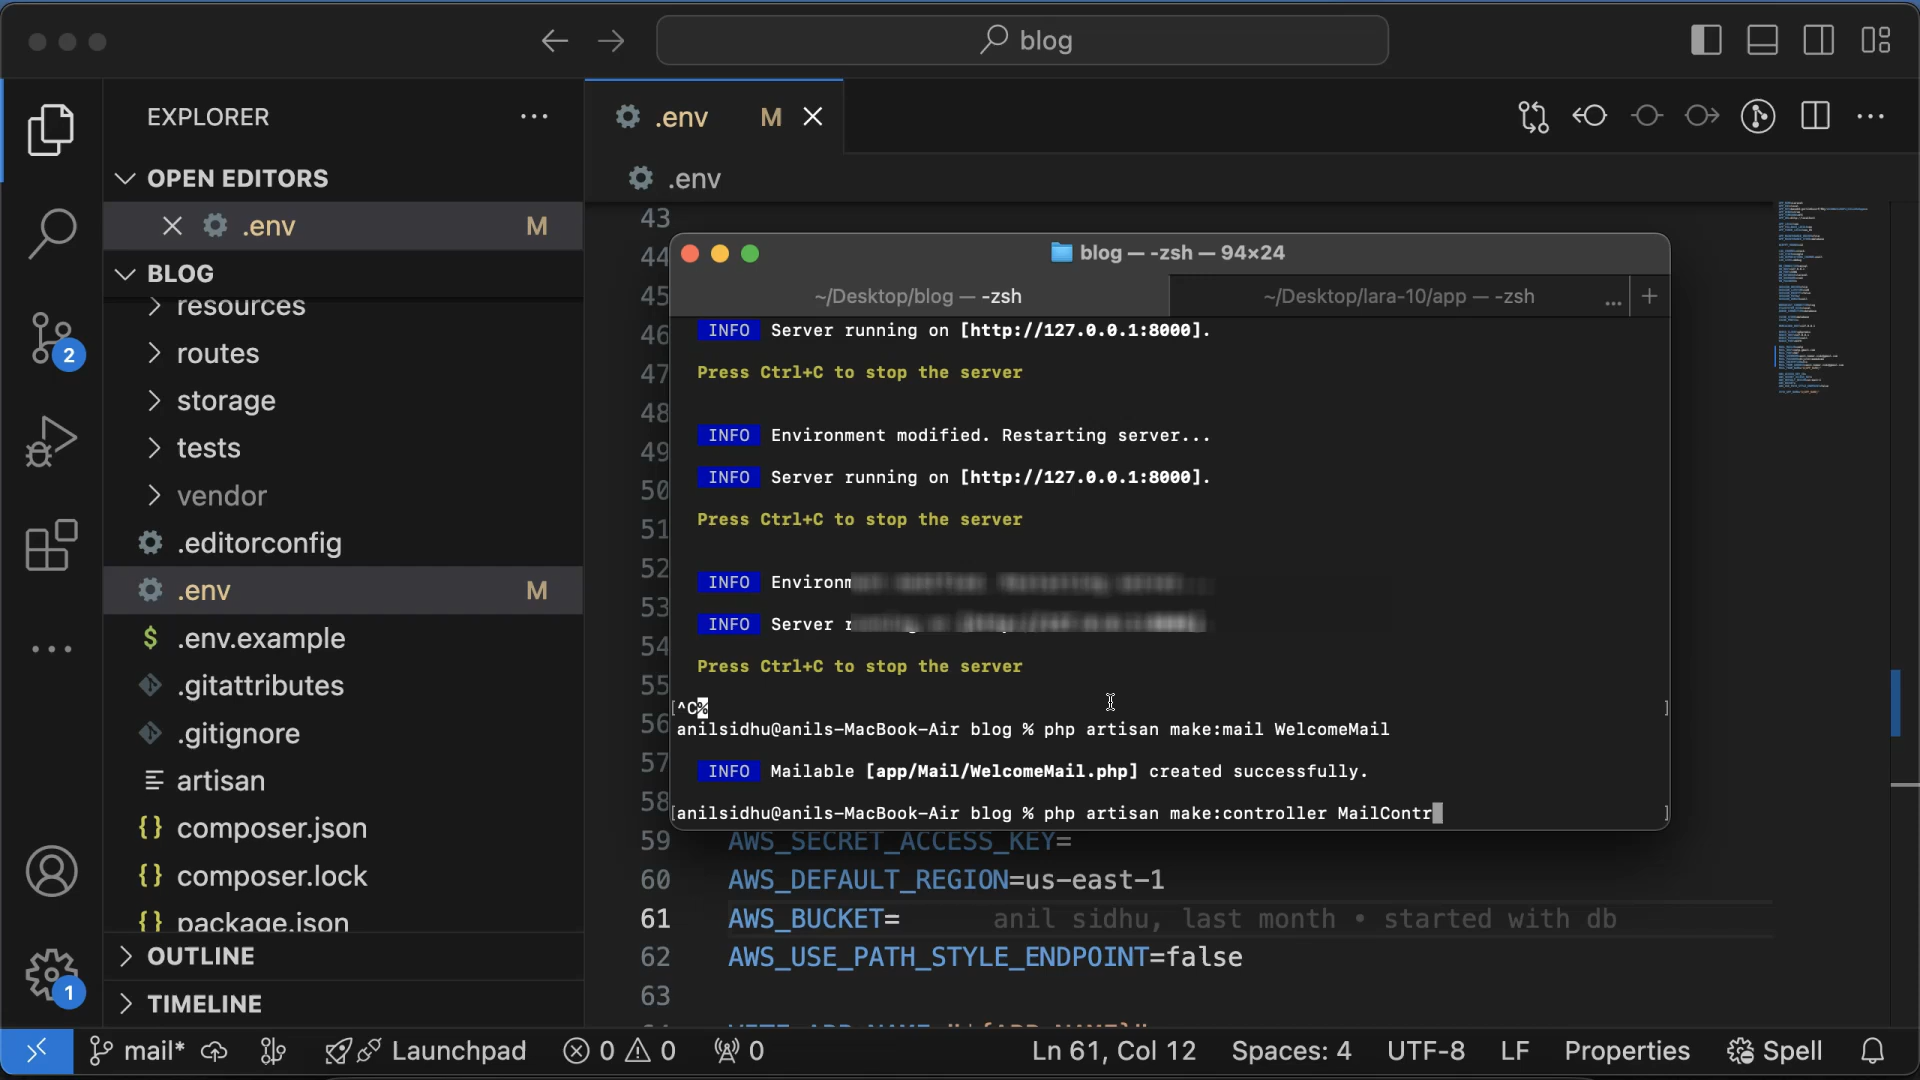 blog
EXPLORER
.env M
.env
OPEN EDITORS
.env M
BLOG
resources
routes
storage
tests
vendor
.editorconfig
.env M
.env.example
.gitattributes
.gitignore
artisan
composer.json
composer.lock
package.json
OUTLINE
TIMELINE
2
1
43
44
45
46
47
48
49
50
51
52
53
54
55
56
57
58
blog — -zsh — 94×24
~/Desktop/blog — -zsh
~/Desktop/lara-10/app — -zsh ...
INFO Server running on [http://127.0.0.1:8000].
Press Ctrl+C to stop the server
INFO Environment modified. Restarting server...
INFO Server running on [http://127.0.0.1:8000].
Press Ctrl+C to stop the server
INFO Environm
INFO Server r
Press Ctrl+C to stop the server
^C%
anilsidhu@anils-MacBook-Air blog % php artisan make:mail WelcomeMail
INFO Mailable [app/Mail/WelcomeMail.php] created successfully.
anilsidhu@anils-MacBook-Air blog % php artisan make:controller MailContr
59 AWS_SECRET_ACCESS_KEY=
60 AWS_DEFAULT_REGION=us-east-1
61 AWS_BUCKET= anil sidhu, last month • started with db
62 AWS_USE_PATH_STYLE_ENDPOINT=false
63
mail* Launchpad 0 0 0 Ln 61, Col 12 Spaces: 4 UTF-8 LF Properties Spell